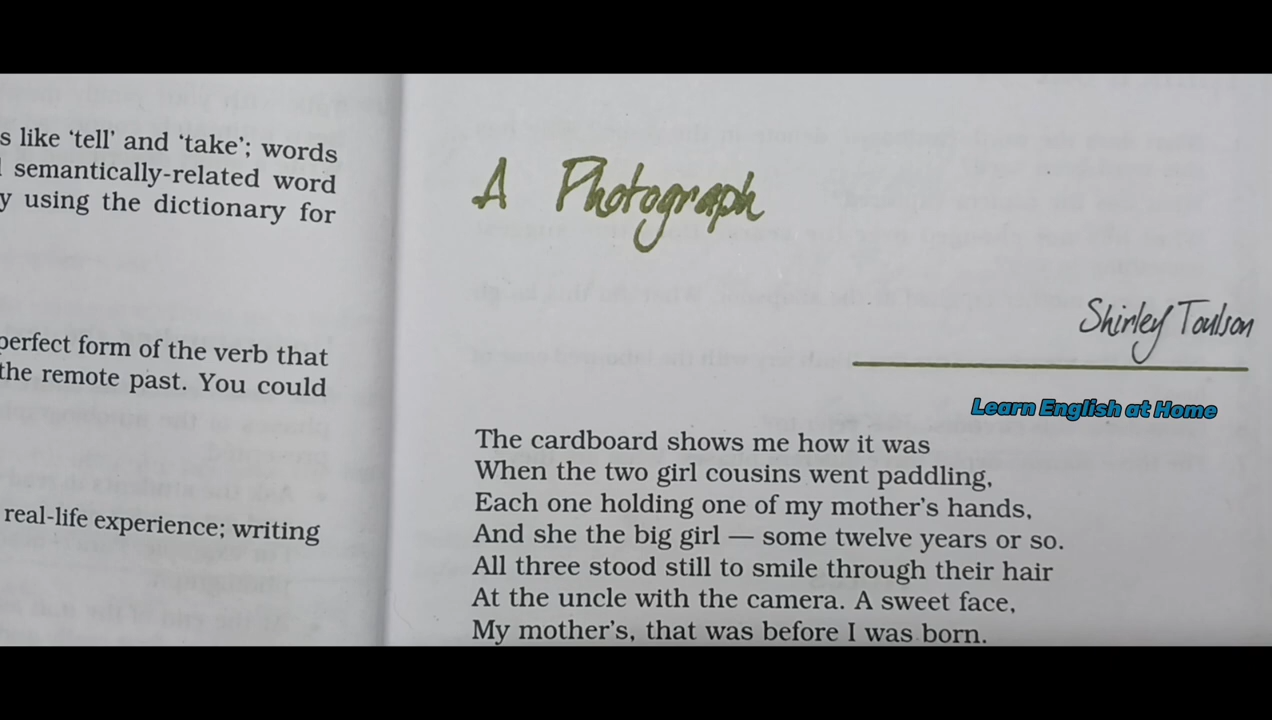 s like ‘tell’ and ‘take’; words
semantically-related word
y using the dictionary for
perfect form of the verb that
the remote past. You could
real-life experience; writing
A Photograph
Shirley Toulson
Learn English at Home
The cardboard shows me how it was
When the two girl cousins went paddling,
Each one holding one of my mother’s hands,
And she the big girl — some twelve years or so.
All three stood still to smile through their hair
At the uncle with the camera. A sweet face,
My mother’s, that was before I was born.